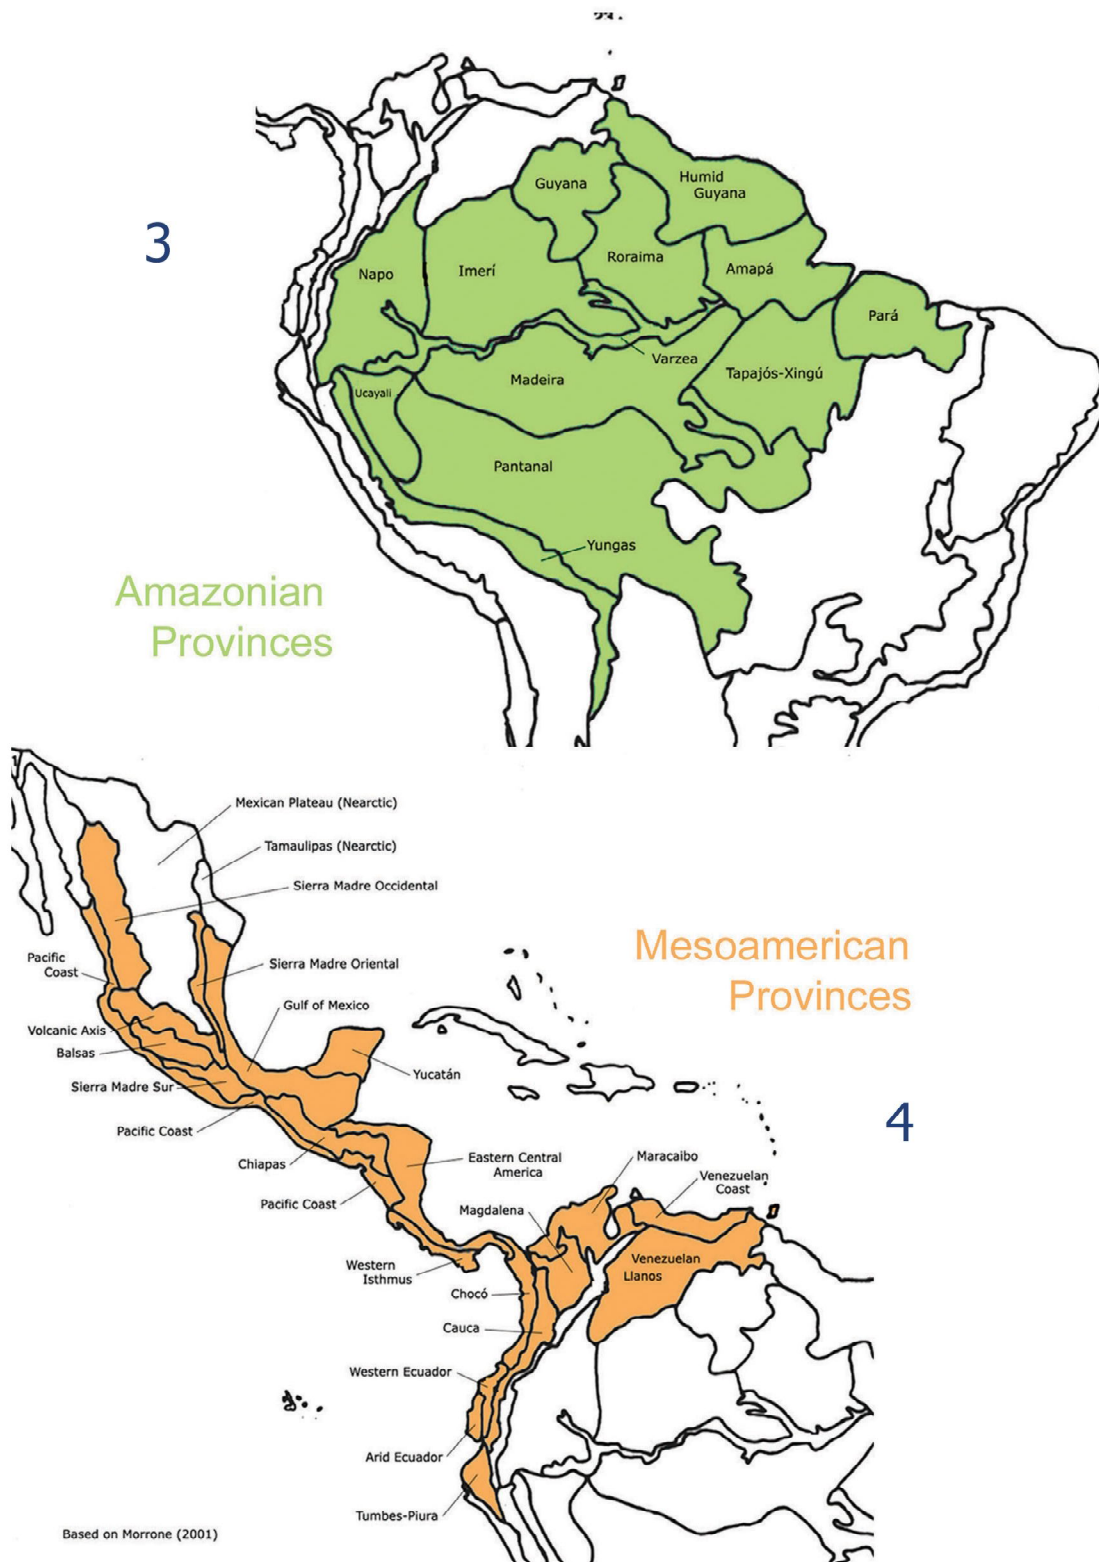 Guyana
Humid
Guyana
3
Napo
Imerí
Roraima
Amapá
Pará
Varzea
Madeira
Tapajós-Xingú
Ucayali
Pantanal
Yungas
Amazonian
Provinces
Mexican Plateau (Nearctic)
Tamaulipas (Nearctic)
Sierra Madre Occidental
Mesoamerican
Provinces
Pacific
Coast
Sierra Madre Oriental
Gulf of Mexico
Volcanic Axis
Balsas
Yucatán
Sierra Madre Sur
4
Pacific Coast
Chiapas
Eastern Central
America
Maracaibo
Venezuelan
Coast
Pacific Coast
Magdalena
Western
Isthmus
Venezuelan
Llanos
Chocó
Cauca
Western Ecuador
Arid Ecuador
Tumbes-Piura
Based on Morrone (2001)